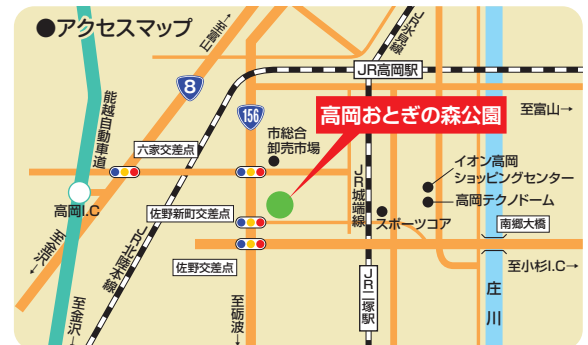 ●アクセスマップ
至富山
JR氷見線
8
JR高岡駅
能越自動車道
156
高岡おとぎの森公園
至富山→
六家交差点
市総合
卸売市場
JR城端線
イオン高岡
ショッピングセンター
高岡テクノドーム
高岡I.C
佐野新町交差点
スポーツコア
南郷大橋
至金沢
JR北陸本線
佐野交差点
至小杉I.C→
JR二塚駅
庄川
至金沢
至金沢
至砺波